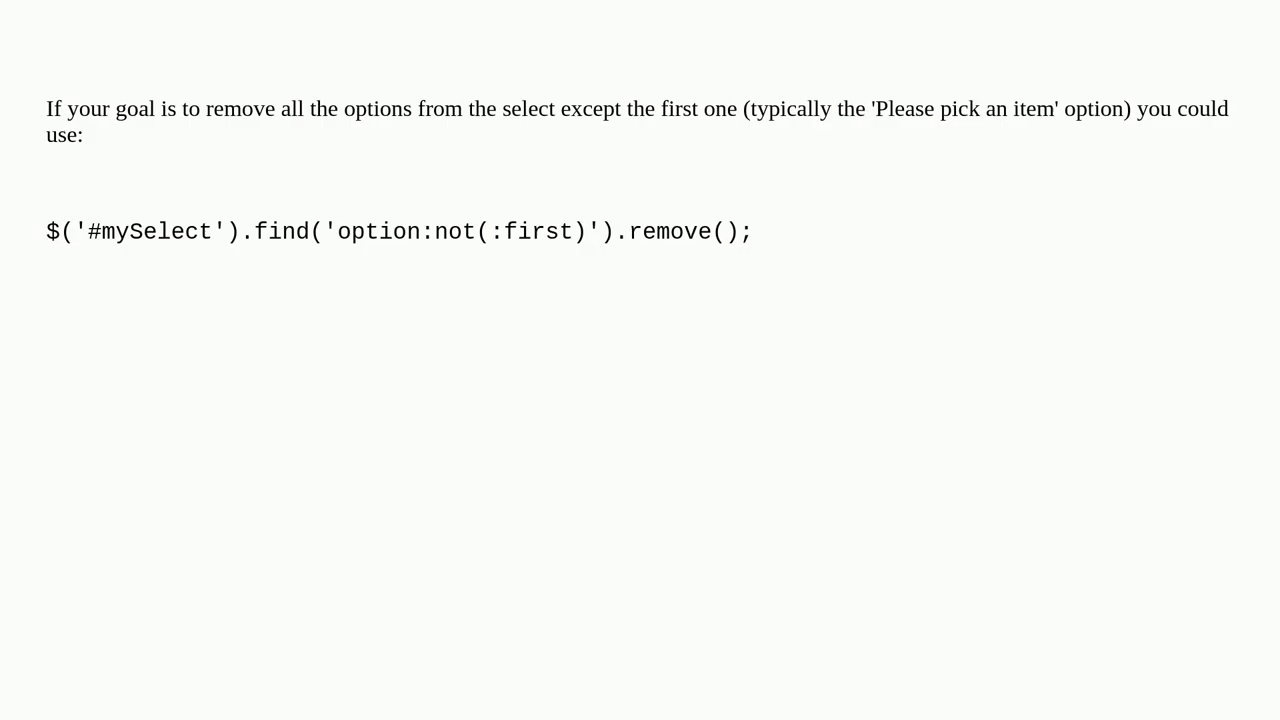 If your goal is to remove all the options from the select except the first one (typically the 'Please pick an item' option) you could
use:
$('#mySelect').find('option:not(:first)').remove();